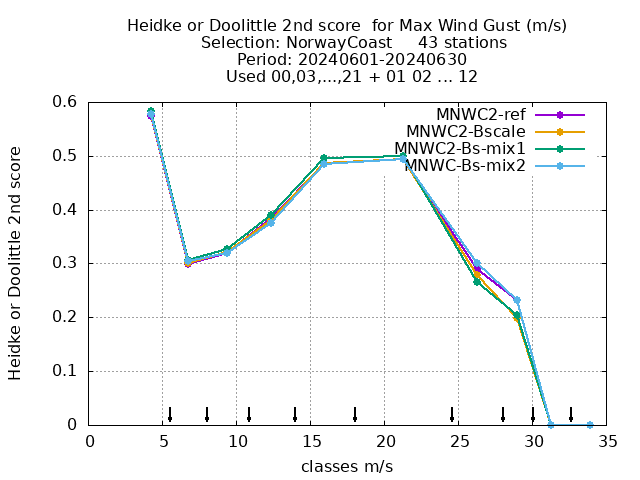 Heidke or Doolittle 2nd score  for Max Wind Gust (m/s)
Selection: NorwayCoast     43 stations
Period: 20240601-20240630
Used 00,03,...,21 + 01 02 ... 12
MNWC2-ref
MNWC2-Bscale
MNWC2-Bs-mix1
MNWC-Bs-mix2
Heidke or Doolittle 2nd score
0.6
0.5
0.4
0.3
0.2
0.1
0
0 5 10 15 20 25 30 35
classes m/s